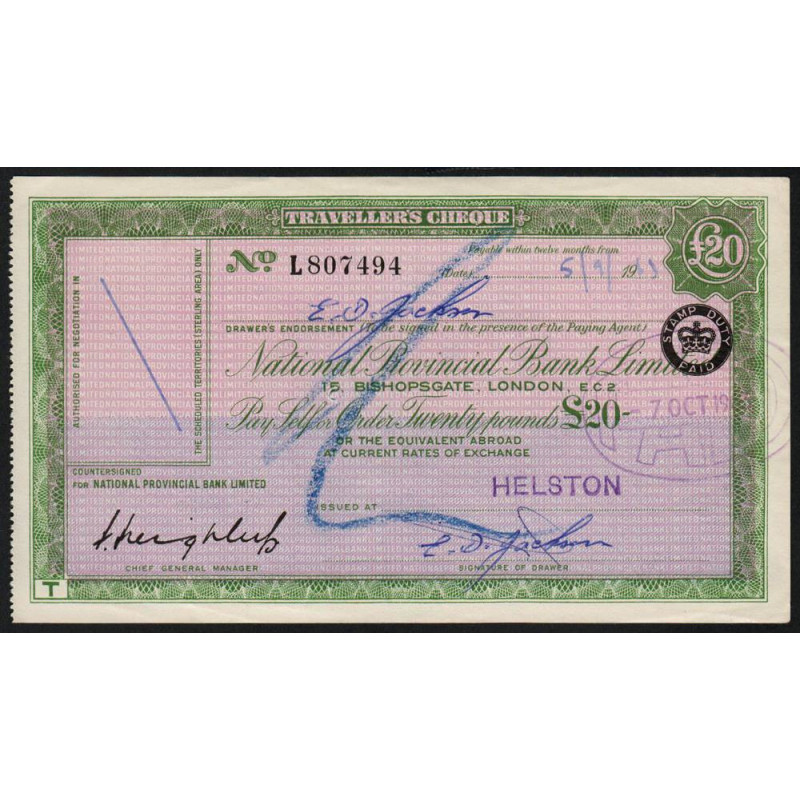 TRAVELLER'S CHEQUE
£20
Nº L807494
Payable within twelve months from
(Date) 5/9/ 19
E. D. Jackson
DRAWER'S ENDORSEMENT (To be signed in the presence of the Paying Agent)
STAMP DUTY PAID
National Provincial Bank Limi
15, BISHOPSGATE, LONDON, E.C.2
Pay Self or Order Twenty pounds £20-
- 7 OCT 19
PAID
OR THE EQUIVALENT ABROAD
AT CURRENT RATES OF EXCHANGE
AUTHORISED FOR NEGOTIATION IN
THE SCHEDULED TERRITORIES (STERLING AREA) ONLY
COUNTERSIGNED
FOR NATIONAL PROVINCIAL BANK LIMITED
HELSTON
ISSUED AT
E. D. Jackson
CHIEF GENERAL MANAGER
SIGNATURE OF DRAWER
T